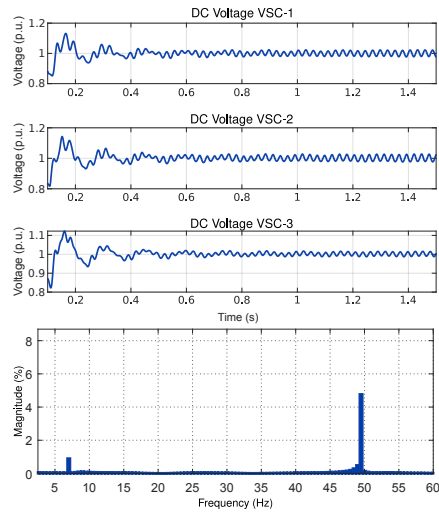 DC Voltage VSC-1
Voltage (p.u.)
1.2
1
0.8
0.2 0.4 0.6 0.8 1 1.2 1.4
DC Voltage VSC-2
Voltage (p.u.)
1.2
1
0.8
0.2 0.4 0.6 0.8 1 1.2 1.4
DC Voltage VSC-3
Voltage (p.u.)
1.1
1
0.9
0.8
0.2 0.4 0.6 0.8 1 1.2 1.4
Time (s)
Magnitude (%)
8
6
4
2
0
5 10 15 20 25 30 35 40 45 50 55 60
Frequency (Hz)